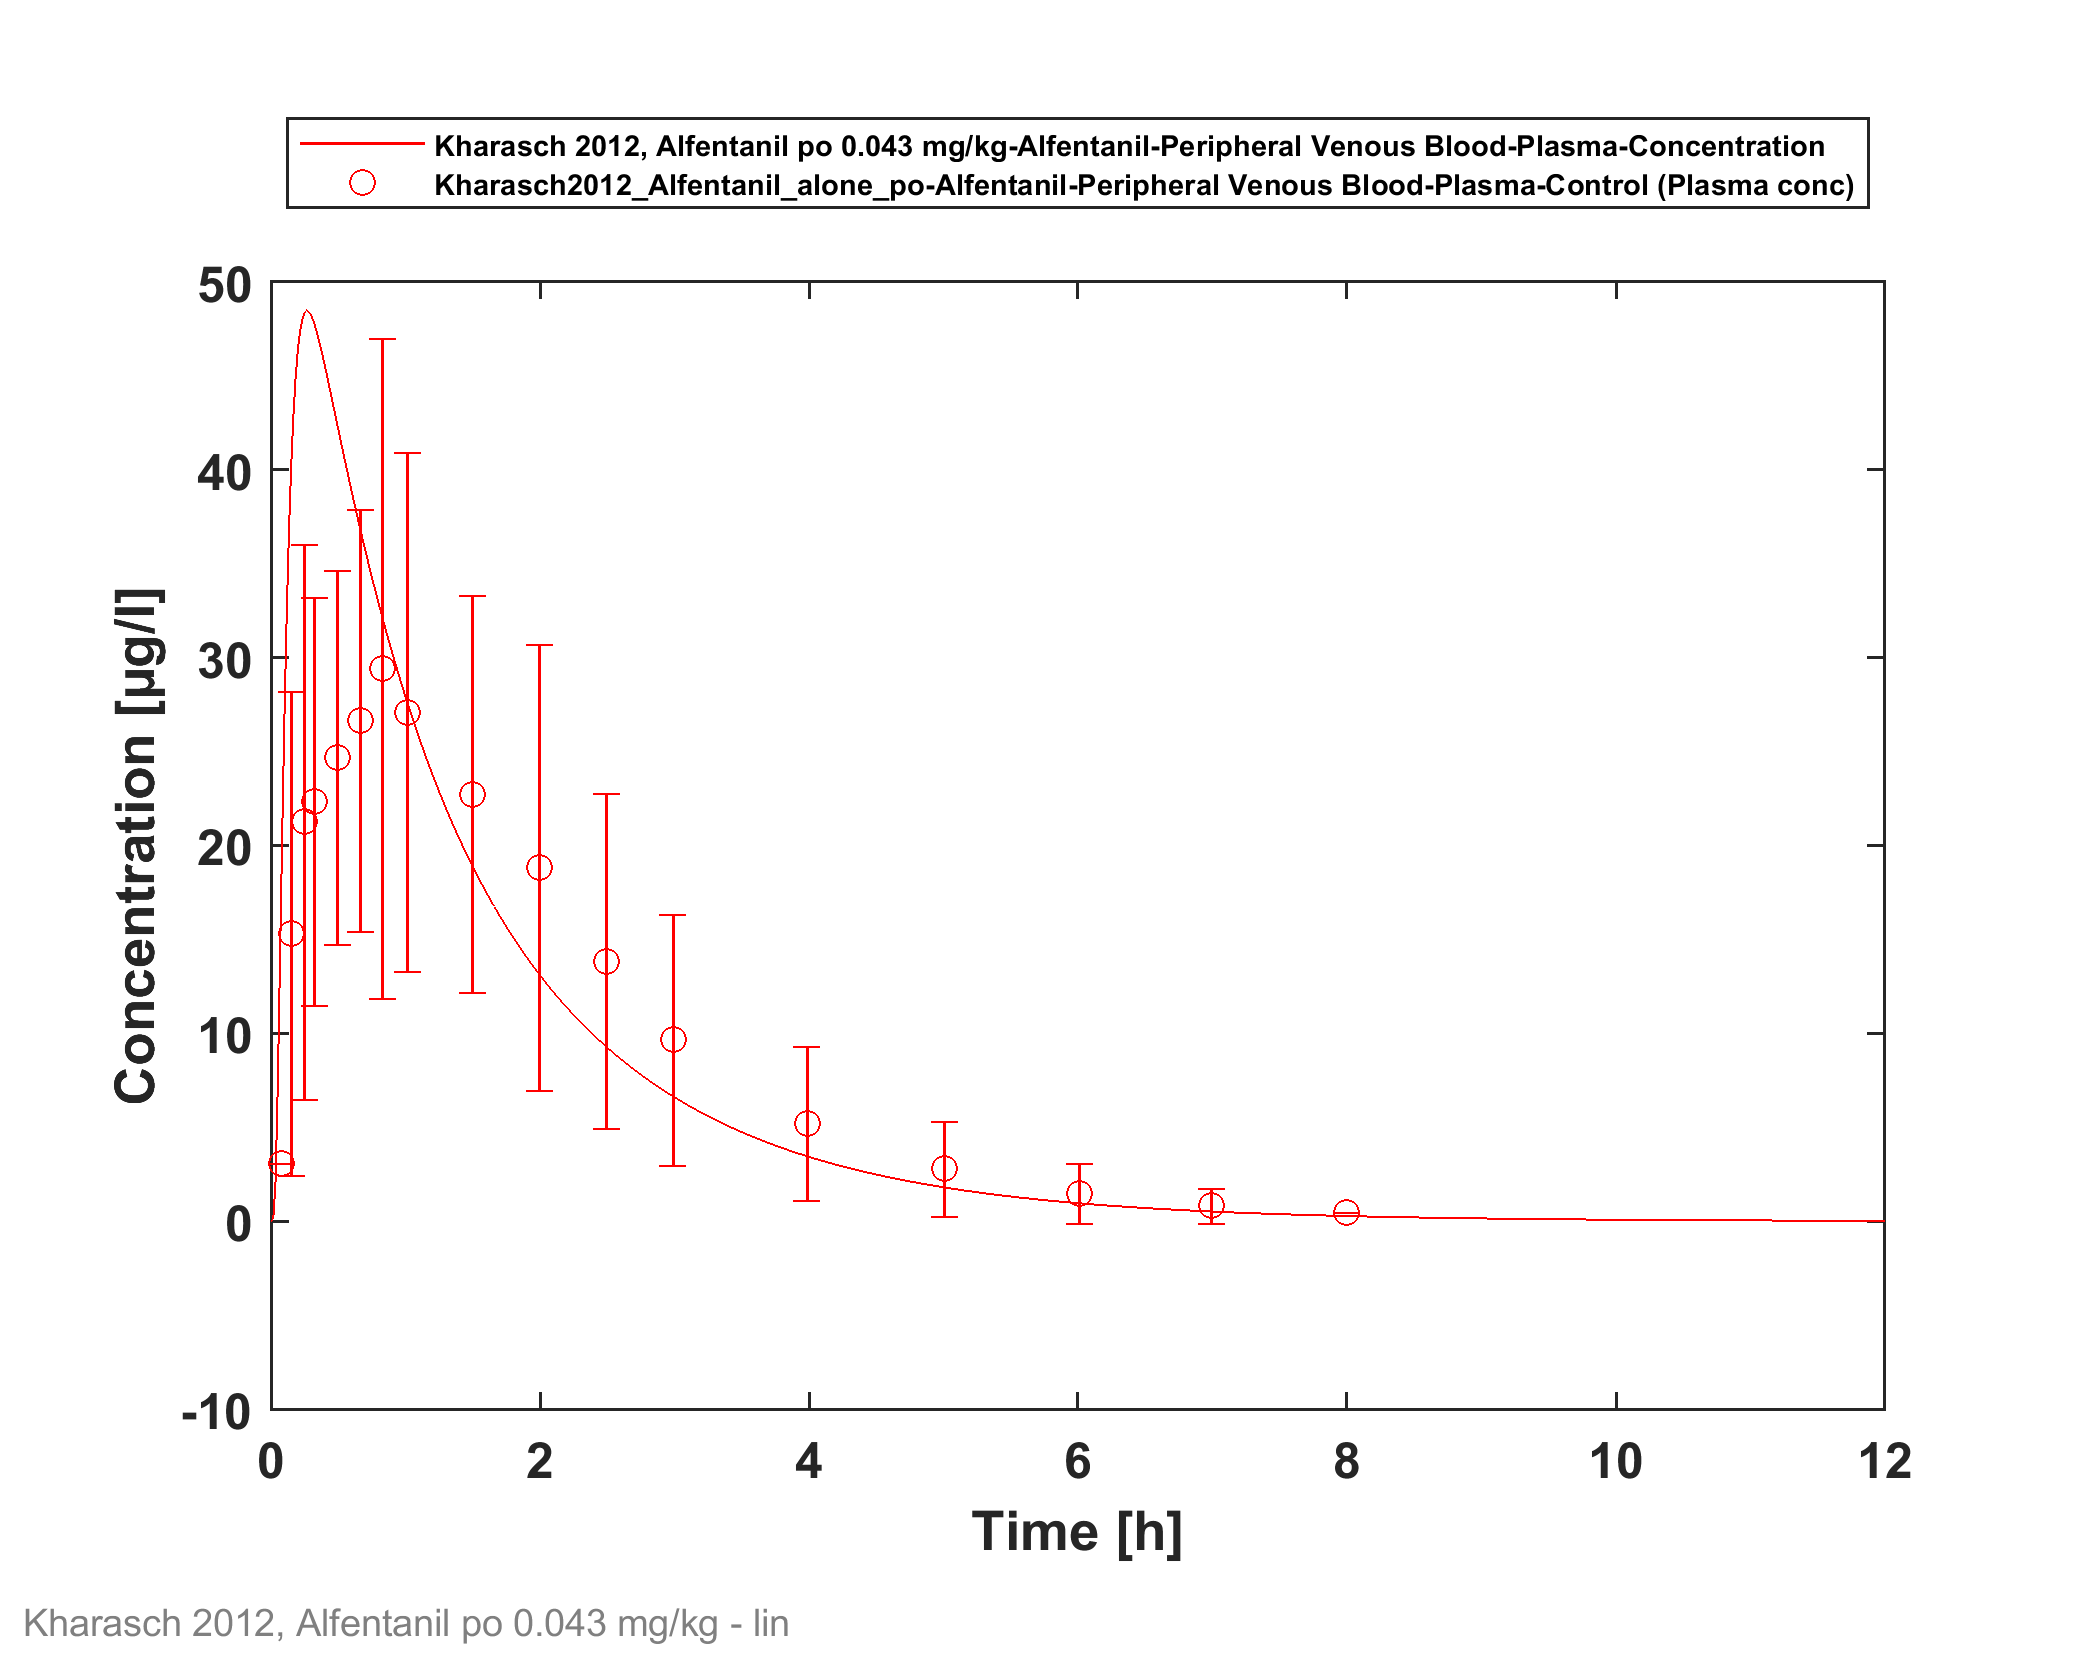 Kharasch 2012, Alfentanil po 0.043 mg/kg-Alfentanil-Peripheral Venous Blood-Plasma-Concentration
Kharasch2012_Alfentanil_alone_po-Alfentanil-Peripheral Venous Blood-Plasma-Control (Plasma conc)
50
40
30
20
10
0
-10
Concentration [µg/l]
0 2 4 6 8 10 12
Time [h]
Kharasch 2012, Alfentanil po 0.043 mg/kg - lin